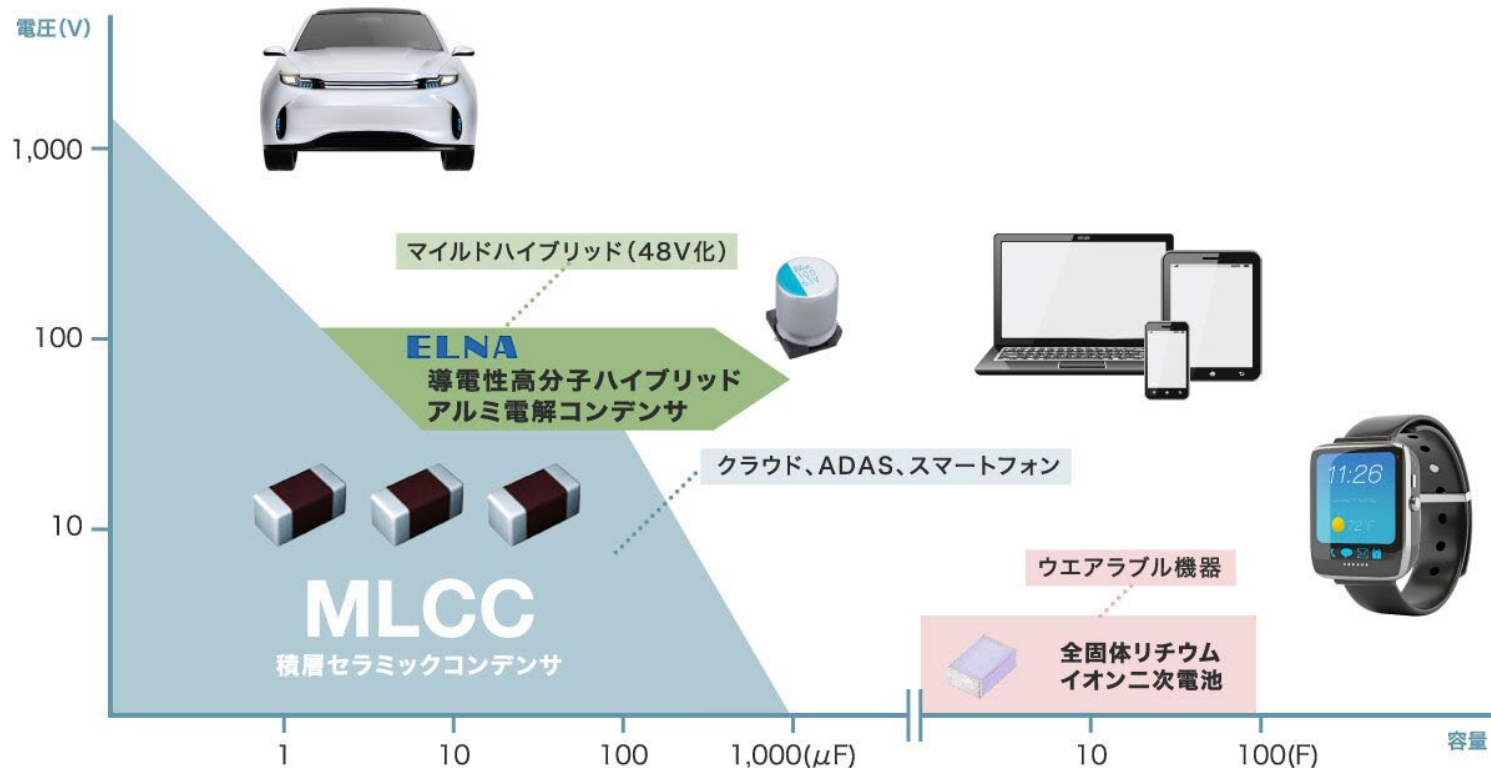 電圧(V)
1,000
マイルドハイブリッド(48V化)
100
ELNA
導電性高分子ハイブリッド
アルミ電解コンデンサ
クラウド、ADAS、スマートフォン
11:26
10
72°F
ウエアラブル機器
MLCC
積層セラミックコンデンサ
全固体リチウム
イオン二次電池
1
10
100
1,000(μF)
10
100(F)
容量